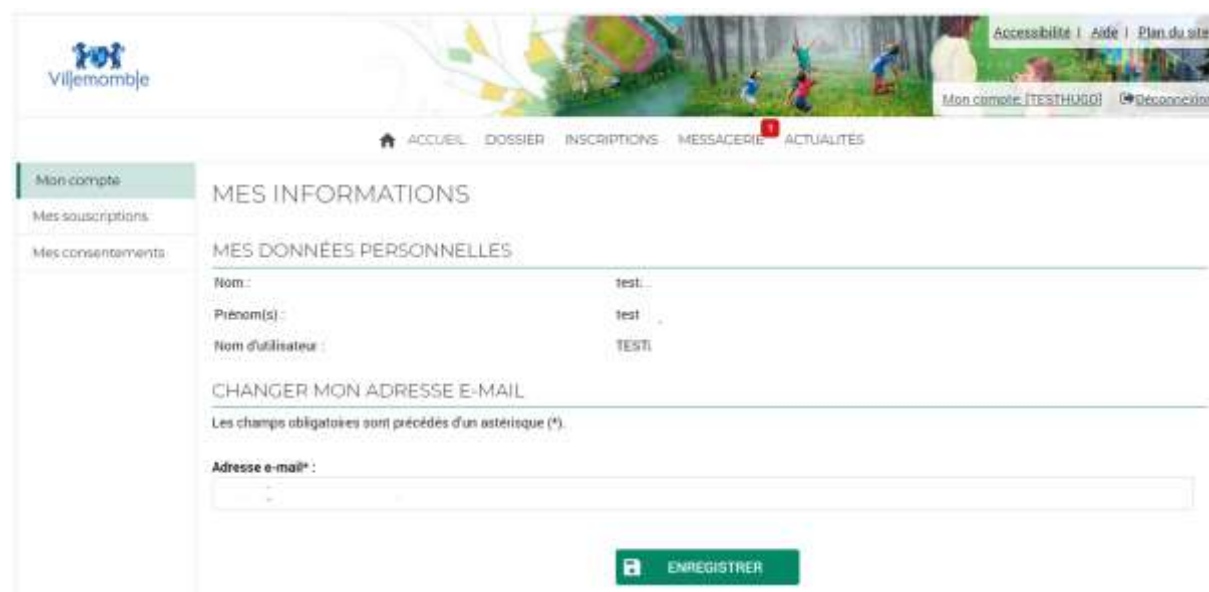 Villemomble
Accessibilité | Aide | Plan du site
Mon compte [TESTHUGO] Déconnexion
ACCUEIL DOSSIER INSCRIPTIONS MESSAGERIE 1 ACTUALITÉS
Mon compte
Mes souscriptions
Mes consentements
MES INFORMATIONS
MES DONNÉES PERSONNELLES
Nom : test
Prénom(s) : test
Nom d'utilisateur : TEST
CHANGER MON ADRESSE E-MAIL
Les champs obligatoires sont précédés d'un astérisque (*).
Adresse e-mail* :
ENREGISTRER